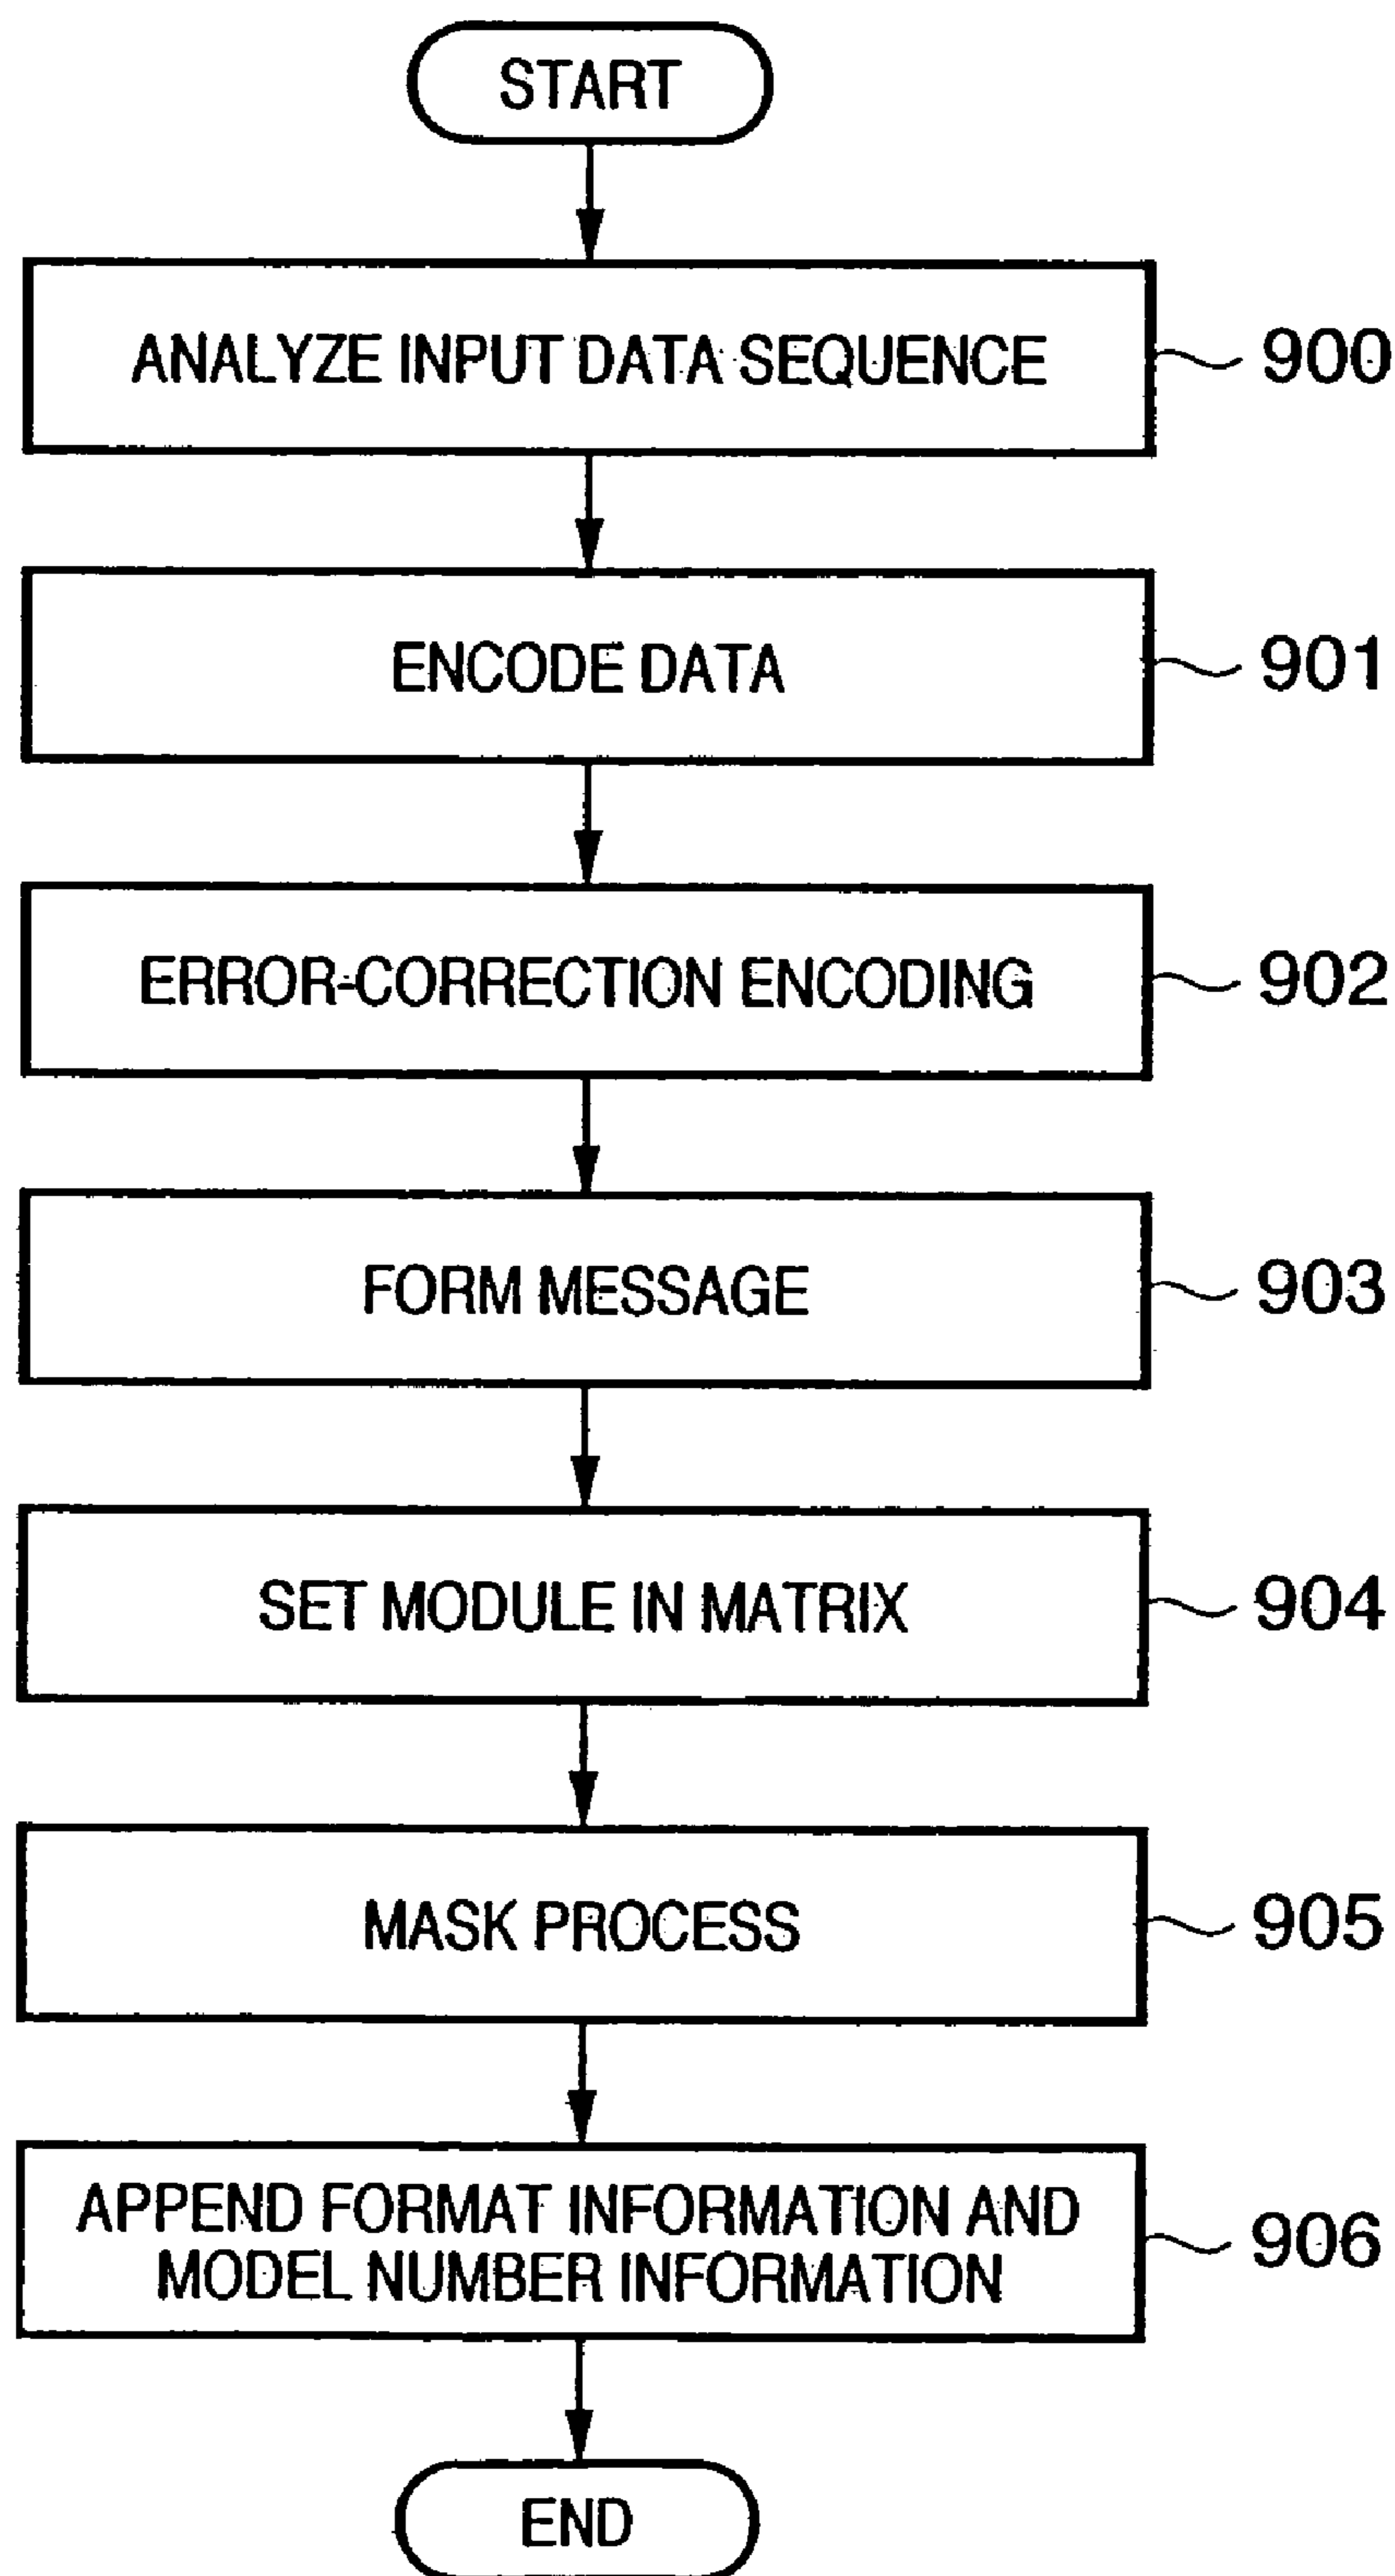 START
ANALYZE INPUT DATA SEQUENCE
900
ENCODE DATA
901
ERROR-CORRECTION ENCODING
902
FORM MESSAGE
903
SET MODULE IN MATRIX
904
MASK PROCESS
905
APPEND FORMAT INFORMATION AND
MODEL NUMBER INFORMATION
906
END